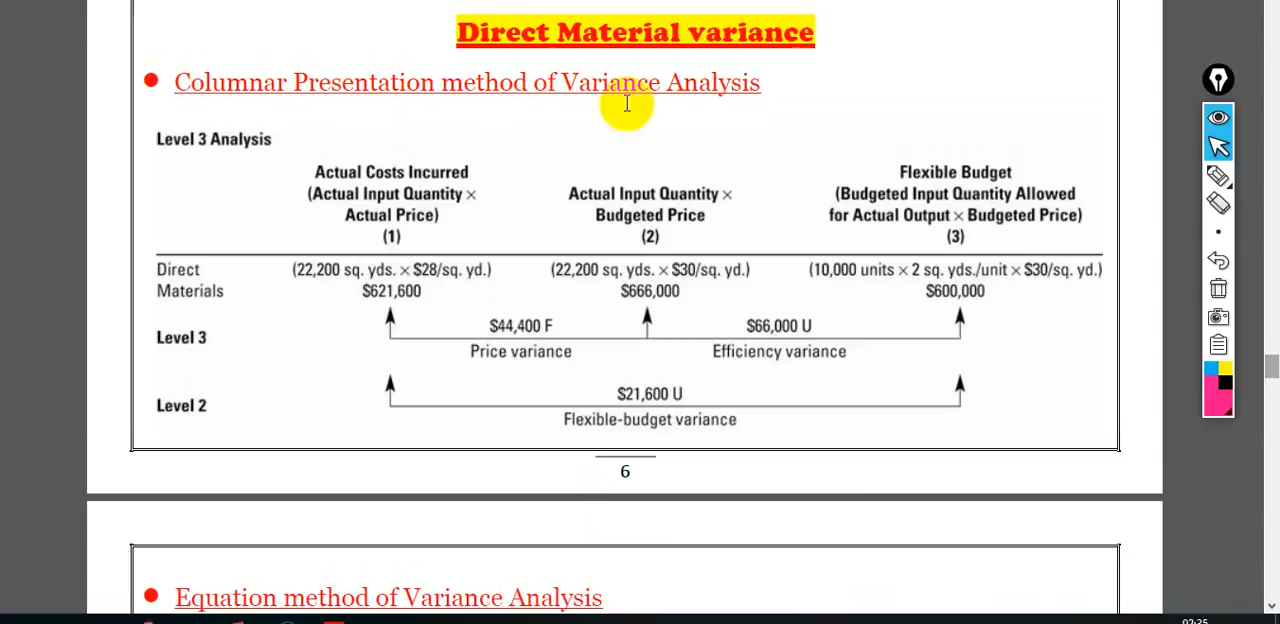 Direct Material variance
Columnar Presentation method of Variance Analysis
Level 3 Analysis
Actual Costs Incurred
(Actual Input Quantity ×
Actual Price)
(1)
Actual Input Quantity ×
Budgeted Price
(2)
Flexible Budget
(Budgeted Input Quantity Allowed
for Actual Output × Budgeted Price)
(3)
Direct
Materials
(22,200 sq. yds. × $28/sq. yd.)
$621,600
(22,200 sq. yds. × $30/sq. yd.)
$666,000
(10,000 units × 2 sq. yds./unit × $30/sq. yd.)
$600,000
Level 3
$44,400 F
Price variance
$66,000 U
Efficiency variance
Level 2
$21,600 U
Flexible-budget variance
6
Equation method of Variance Analysis